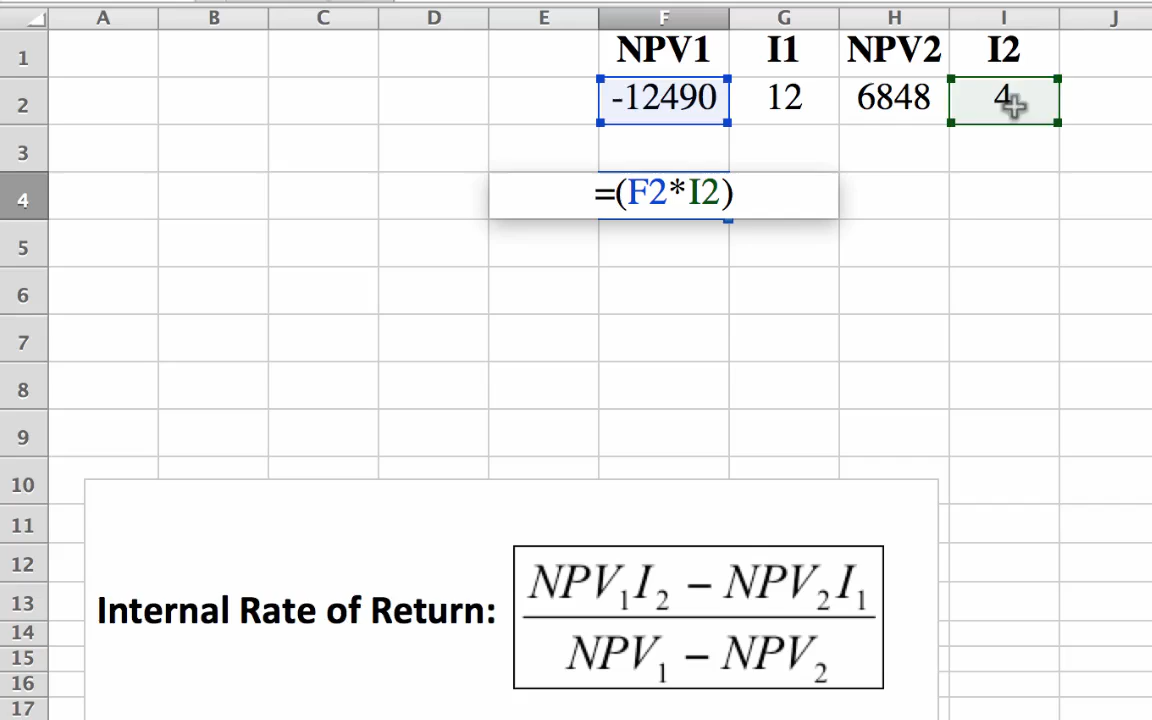 A B C D E F G H I J
1 NPV1 I1 NPV2 I2
2 -12490 12 6848 4
3
4 =(F2*I2)
5
6
7
8
9
10
11
12
13
14
15
16
17
Internal Rate of Return:
NPV₁I₂ − NPV₂I₁
NPV₁ − NPV₂